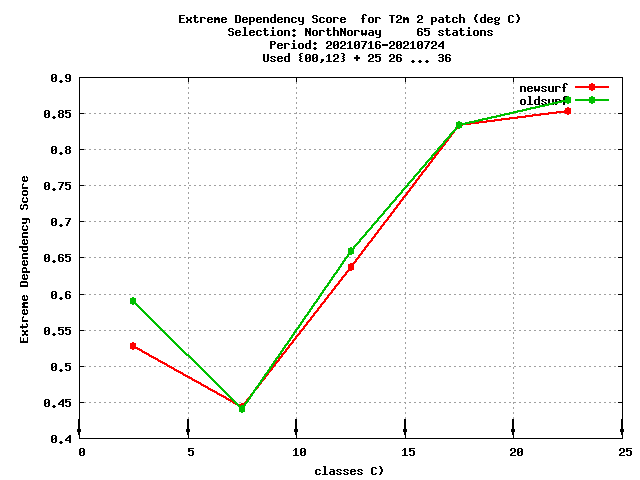 Extreme Dependency Score  for T2m 2 patch (deg C)
Selection: NorthNorway     65 stations
Period: 20210716-20210724
Used {00,12} + 25 26 ... 36
newsurf
oldsurf
0.9
0.85
0.8
0.75
0.7
0.65
0.6
0.55
0.5
0.45
0.4
Extreme Dependency Score
0 5 10 15 20 25
classes C)